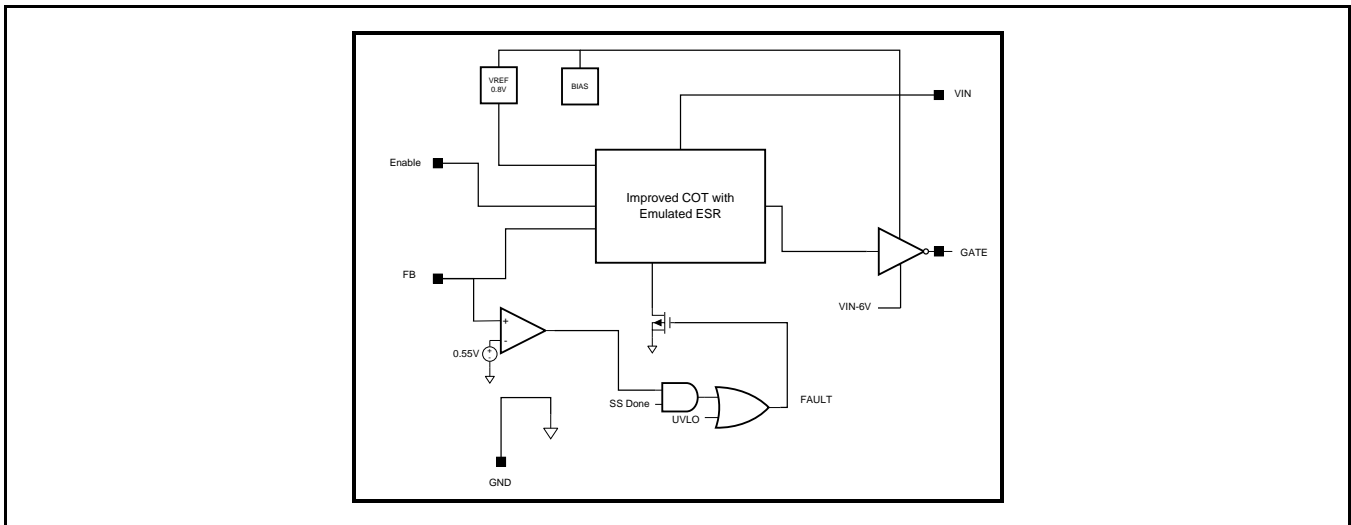 VREF
0.8V
BIAS
VIN
Enable
Improved COT with
Emulated ESR
GATE
FB
VIN-6V
+
-
0.55V
+
-
SS Done
UVLO
FAULT
GND